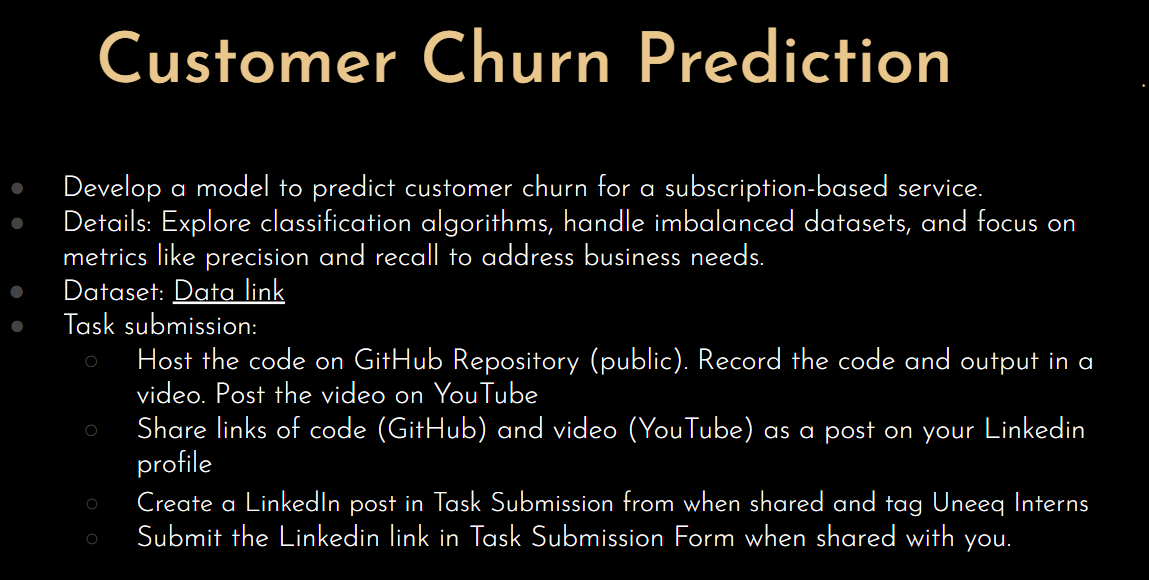 Customer Churn Prediction
Develop a model to predict customer churn for a subscription-based service.
Details: Explore classification algorithms, handle imbalanced datasets, and focus on
metrics like precision and recall to address business needs.
Dataset: Data link
Task submission:
Host the code on GitHub Repository (public). Record the code and output in a
video. Post the video on YouTube
Share links of code (GitHub) and video (YouTube) as a post on your Linkedin
profile
Create a LinkedIn post in Task Submission from when shared and tag Uneeq Interns
Submit the Linkedin link in Task Submission Form when shared with you.